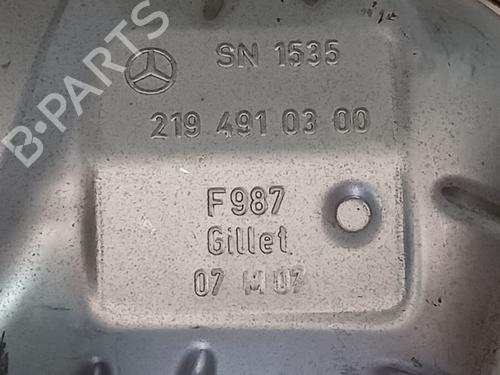 B-PARTS
SN 1535
219 491 03 00
F987
Gillet
07 M 07